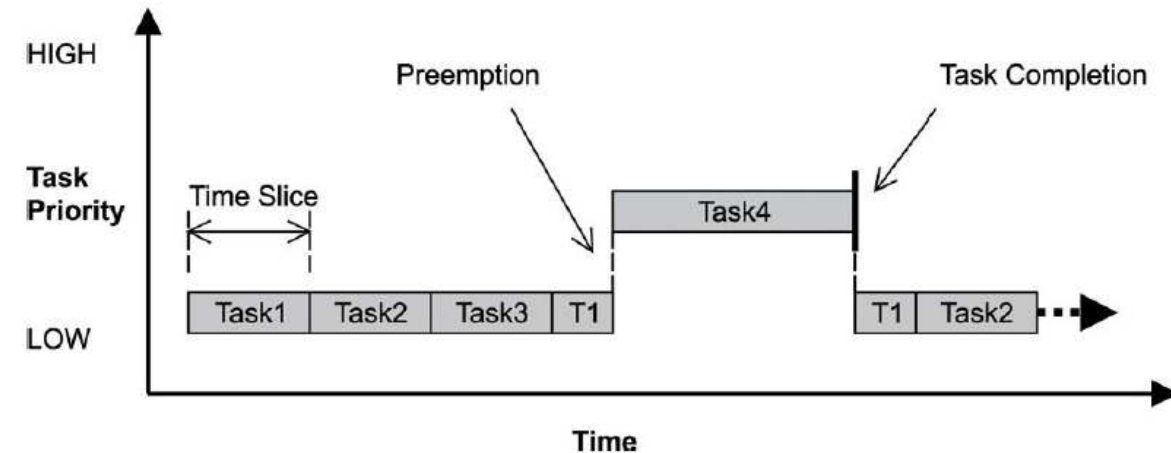 HIGH
Preemption
Task Completion
Task
Priority
Time Slice
Task4
Task1
Task2
Task3
T1
T1
Task2
LOW
Time